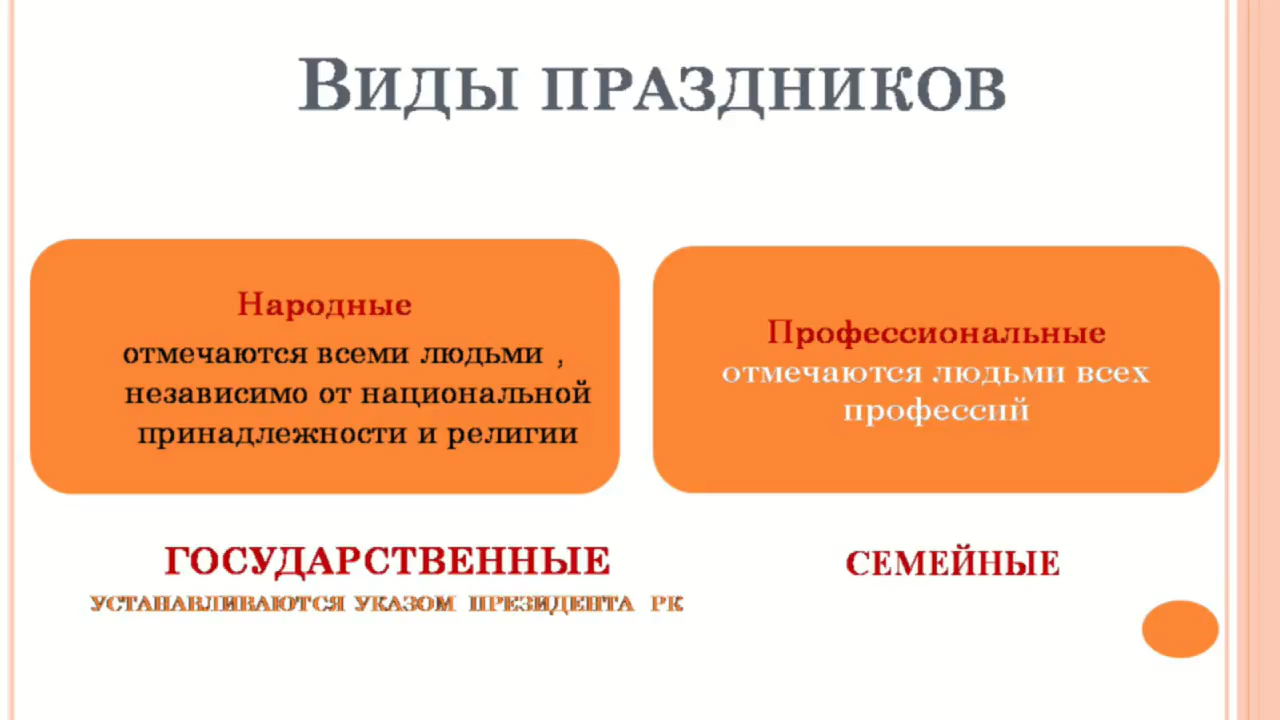 Виды праздников
Народные
отмечаются всеми людьми ,
независимо от национальной
принадлежности и религии
Профессиональные
отмечаются людьми всех
профессий
ГОСУДАРСТВЕННЫЕ
УСТАНАВЛИВАЮТСЯ УКАЗОМ ПРЕЗИДЕНТА РК
СЕМЕЙНЫЕ